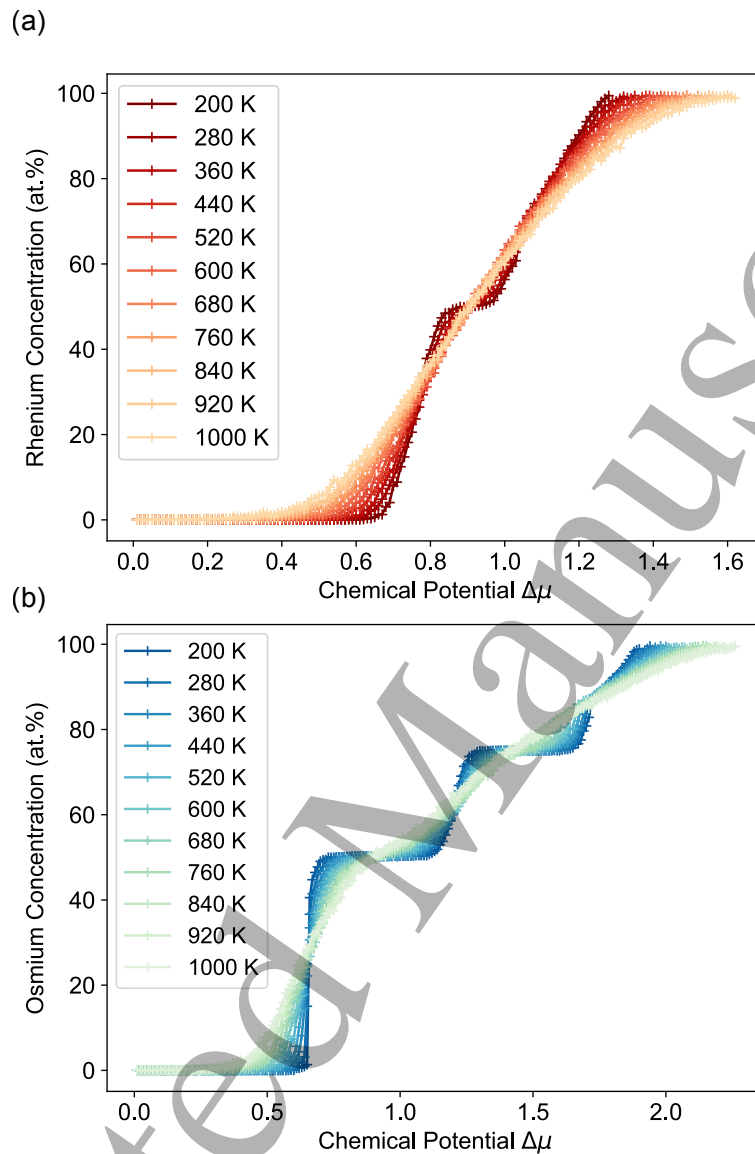 (a)
Rhenium Concentration (at.%)
100
80
60
40
20
0
200 K
280 K
360 K
440 K
520 K
600 K
680 K
760 K
840 K
920 K
1000 K
0.0 0.2 0.4 0.6 0.8 1.0 1.2 1.4 1.6
Chemical Potential Δμ
(b)
Osmium Concentration (at.%)
100
80
60
40
20
0
200 K
280 K
360 K
440 K
520 K
600 K
680 K
760 K
840 K
920 K
1000 K
0.0 0.5 1.0 1.5 2.0
Chemical Potential Δμ
ted Manus